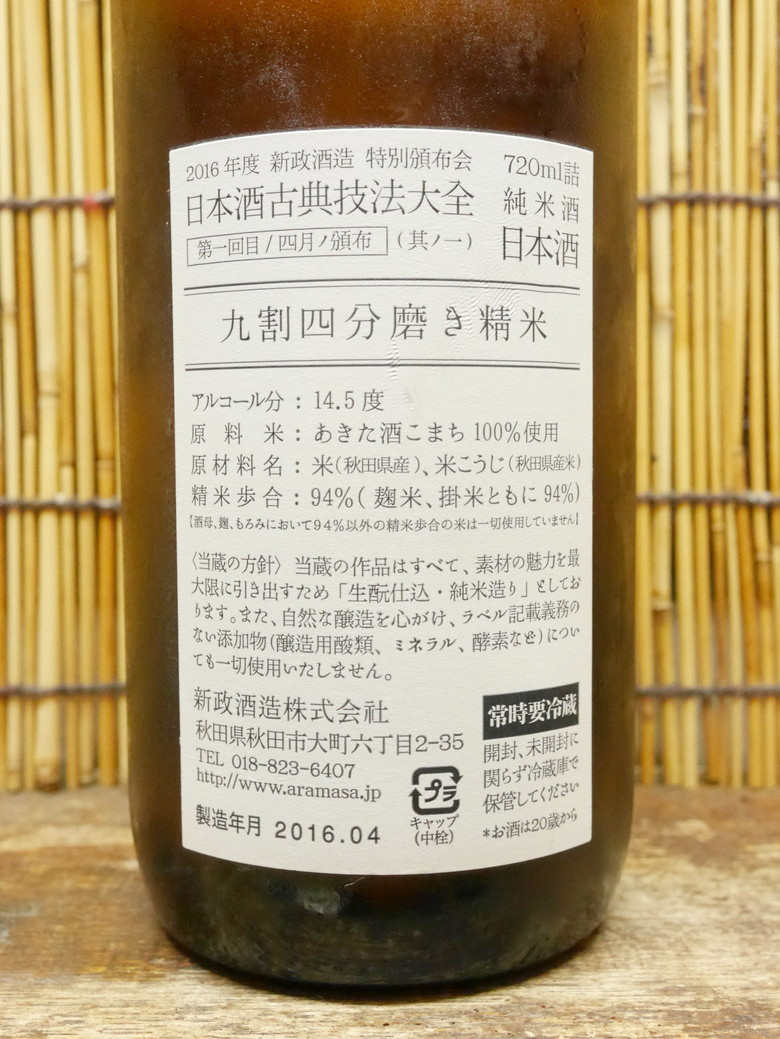 2016年度 新政酒造 特別頒布会
日本酒古典技法大全
第一回目/四月ノ頒布 (其ノ一)
720ml詰
純米酒
日本酒
九割四分磨き精米
アルコール分：14.5度
原料米：あきた酒こまち100%使用
原材料名：米(秋田県産)、米こうじ(秋田県産米)
精米歩合：94%(麹米、掛米ともに94%)
【酒母、麹、もろみにおいて94%以外の精米歩合の米は一切使用していません】
〈当蔵の方針〉当蔵の作品はすべて、素材の魅力を最
大限に引き出すため「生酛仕込・純米造り」としてお
ります。また、自然な醸造を心がけ、ラベル記載義務の
ない添加物(醸造用酸類、ミネラル、酵素など)につい
ても一切使用いたしません。
新政酒造株式会社
秋田県秋田市大町六丁目2-35
TEL 018-823-6407
http://www.aramasa.jp
製造年月 2016.04
プラ
キャップ
(中栓)
常時要冷蔵
開封、未開封に
関らず冷蔵庫で
保管してください
*お酒は20歳から